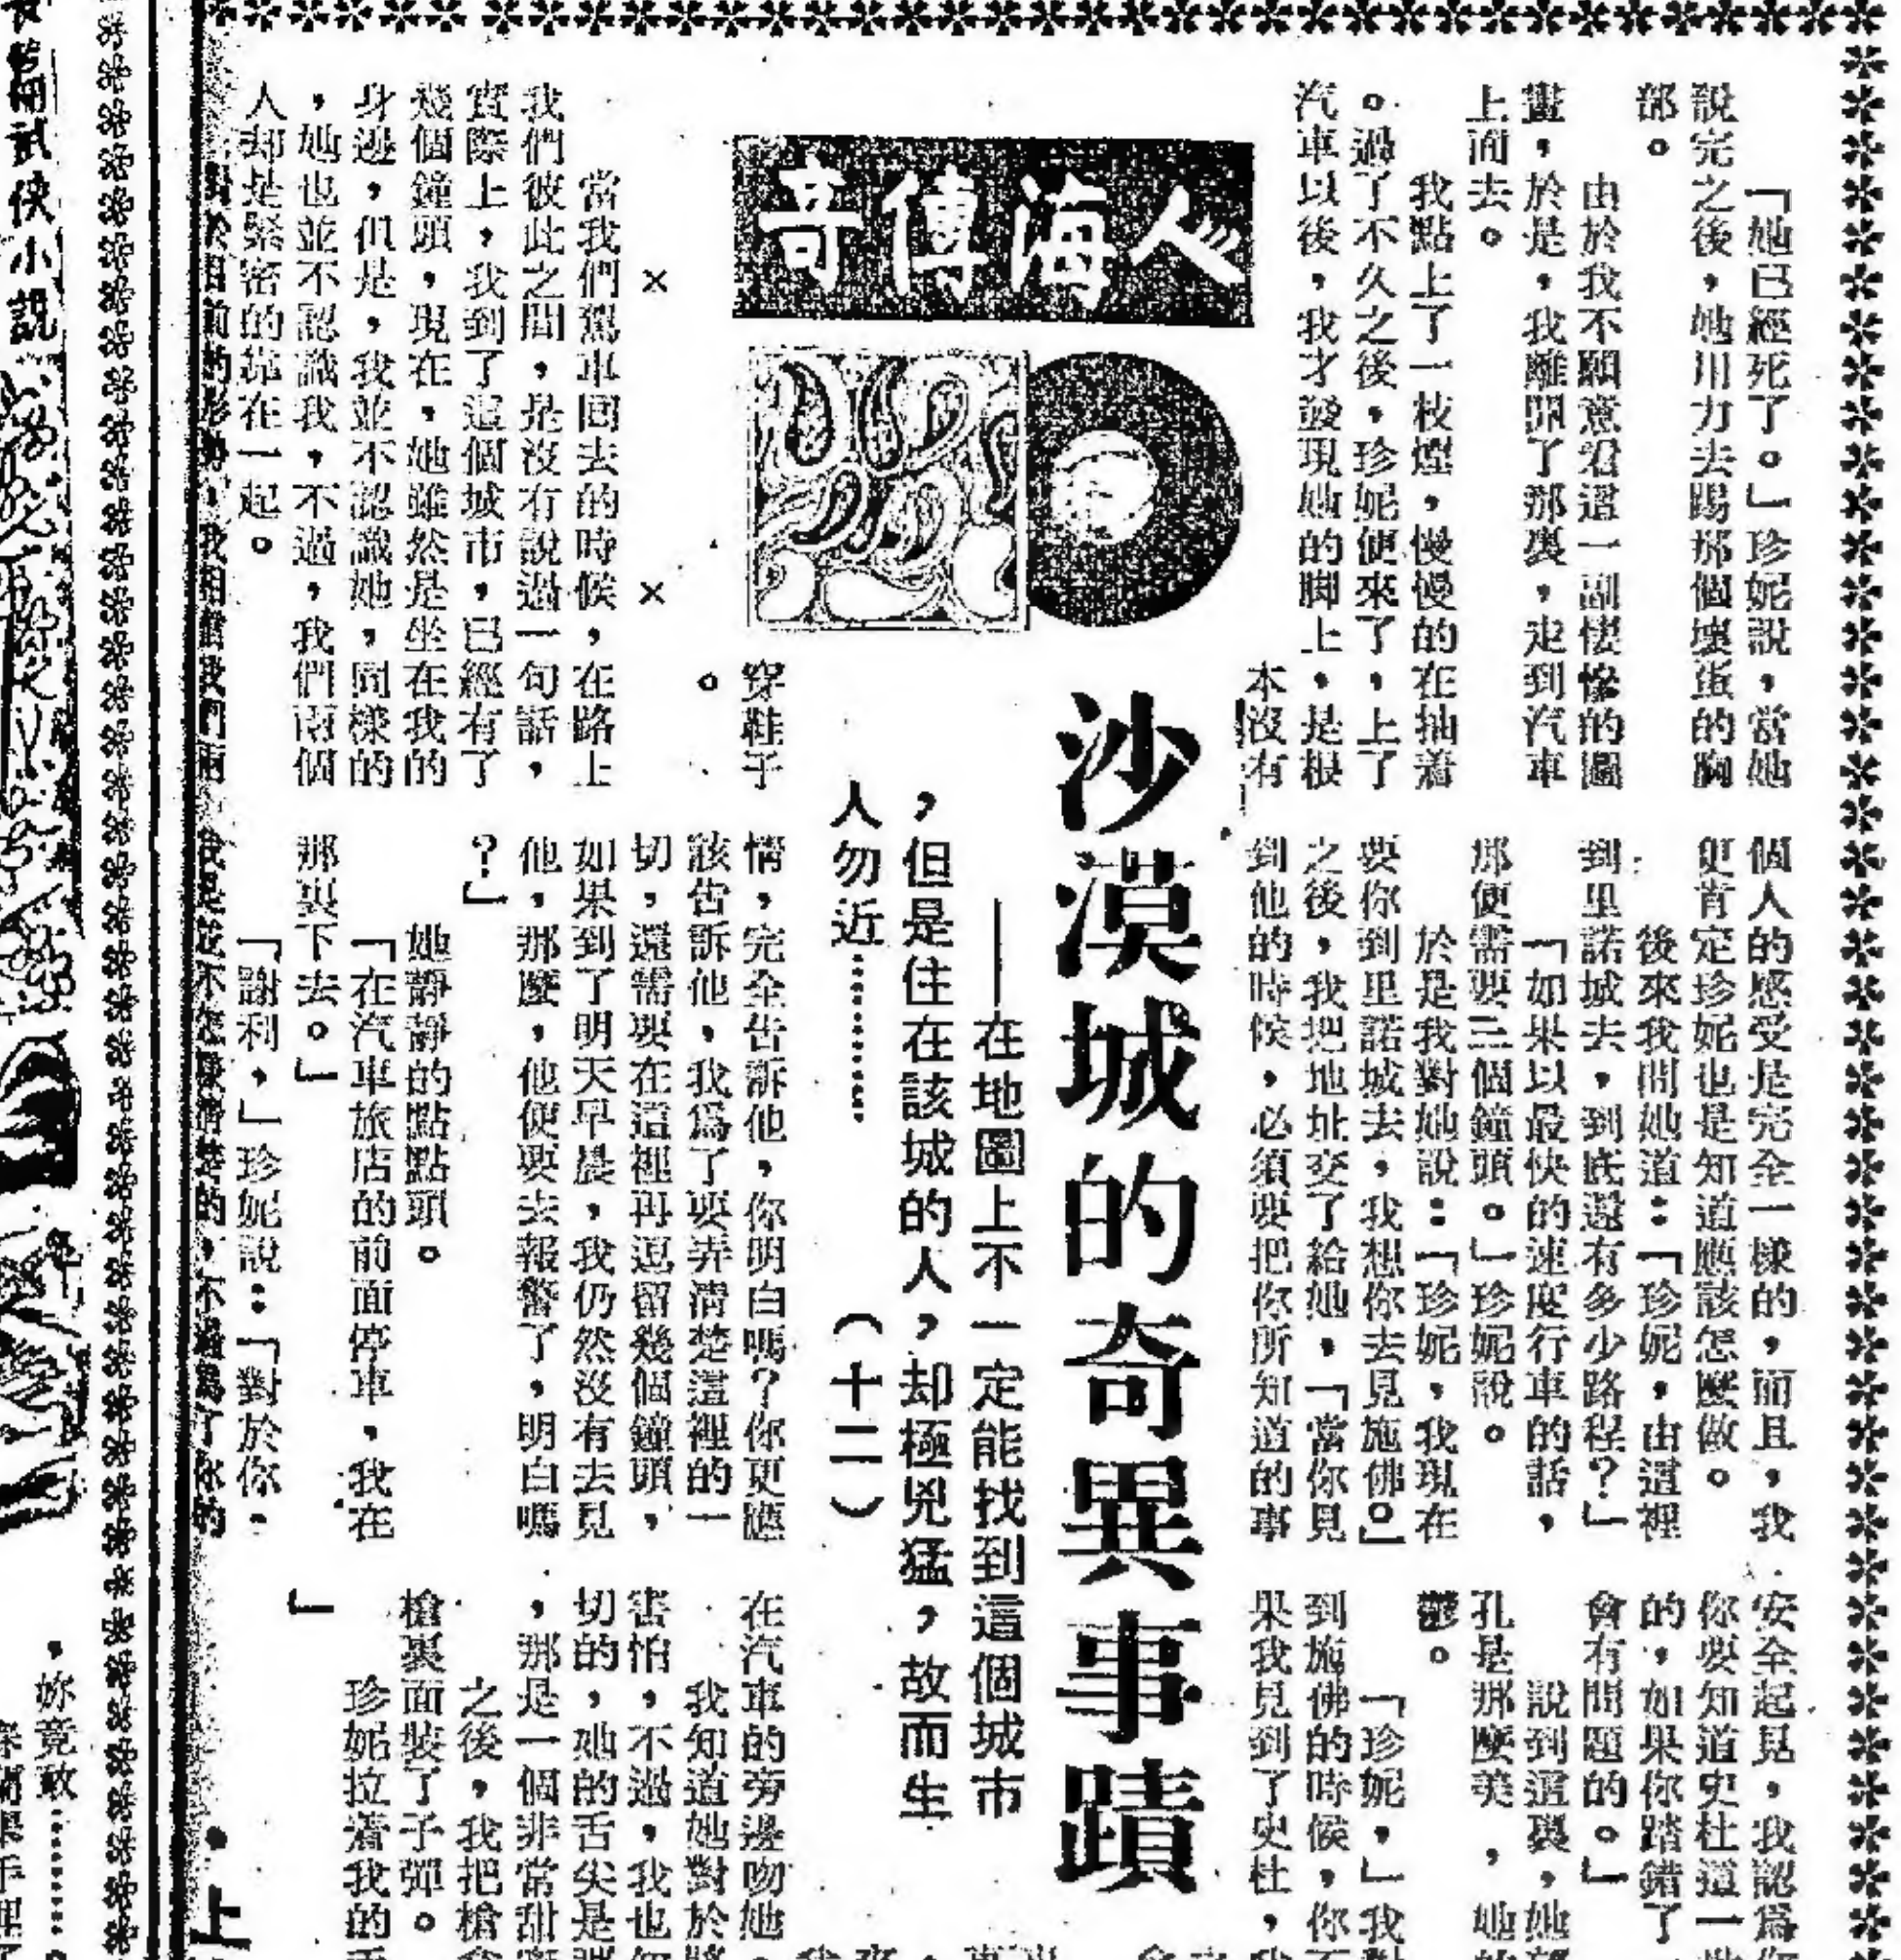 「她已經死了。」珍妮說，當她
說完之後，她用力去踢那個壞蛋的胸
部。
由於我不願意看這一副悽慘的圖
畫，於是，我離開了那裏，走到汽車
上面去。
我點上了一枝煙，慢慢的在抽着
。過了不久之後，珍妮便來了，上了
汽車以後，我才發現她的脚上，是根
本沒有
人海傳奇
穿鞋子
。
×　×
當我們駕車回去的時候，在路上
我們彼此之間，是沒有說過一句話，
實際上，我到了這個城市，已經有了
幾個鐘頭，現在，她雖然是坐在我的
身邊，但是，我並不認識她，同樣的
，她也並不認識我，不過，我們兩個
人却是緊密的靠在一起。
沙漠城的奇異事蹟
——在地圖上不一定能找到這個城市
，但是住在該城的人，却極兇猛，故而生
人勿近…………
（十二）
個人的感受是完全一樣的，而且，我
更肯定珍妮也是知道應該怎麼做。
後來我問她道：「珍妮，由這裡
到里諾城去，到底還有多少路程？」
「如果以最快的速度行車的話，
那便需要三個鐘頭。」珍妮說。
於是我對她說：「珍妮，我現在
要你到里諾城去，我想你去見施佛。」
之後，我把地址交了給她，「當你見
到他的時候，必須要把你所知道的事
情，完全告訴他，你明白嗎？你更應
該告訴他，我爲了要弄清楚這裡的一
切，還需要在這裡再逗留幾個鐘頭，
如果到了明天早晨，我仍然沒有去見
他，那麼，他便要去報警了，明白嗎
？」
她靜靜的點點頭。
「在汽車旅店的前面停車，我在
那裏下去。」
「謝利，」珍妮說：「對於你，
安全起見，我認爲
你要知道史杜這一
的，如果你踏錯了
會有問題的。」
說到這裏，她
孔是那麼美，她
鬱。
「珍妮，」我
到施佛的時候，你
果我見到了史杜，
在汽車的旁邊吻她
我知道她對於
害怕，不過，我也
切的，她的舌尖是
，那是一個非常甜
之後，我把槍
槍裏面裝了子彈。
珍妮拉着我的
」
．上
武俠小說
，妳竟敢…………